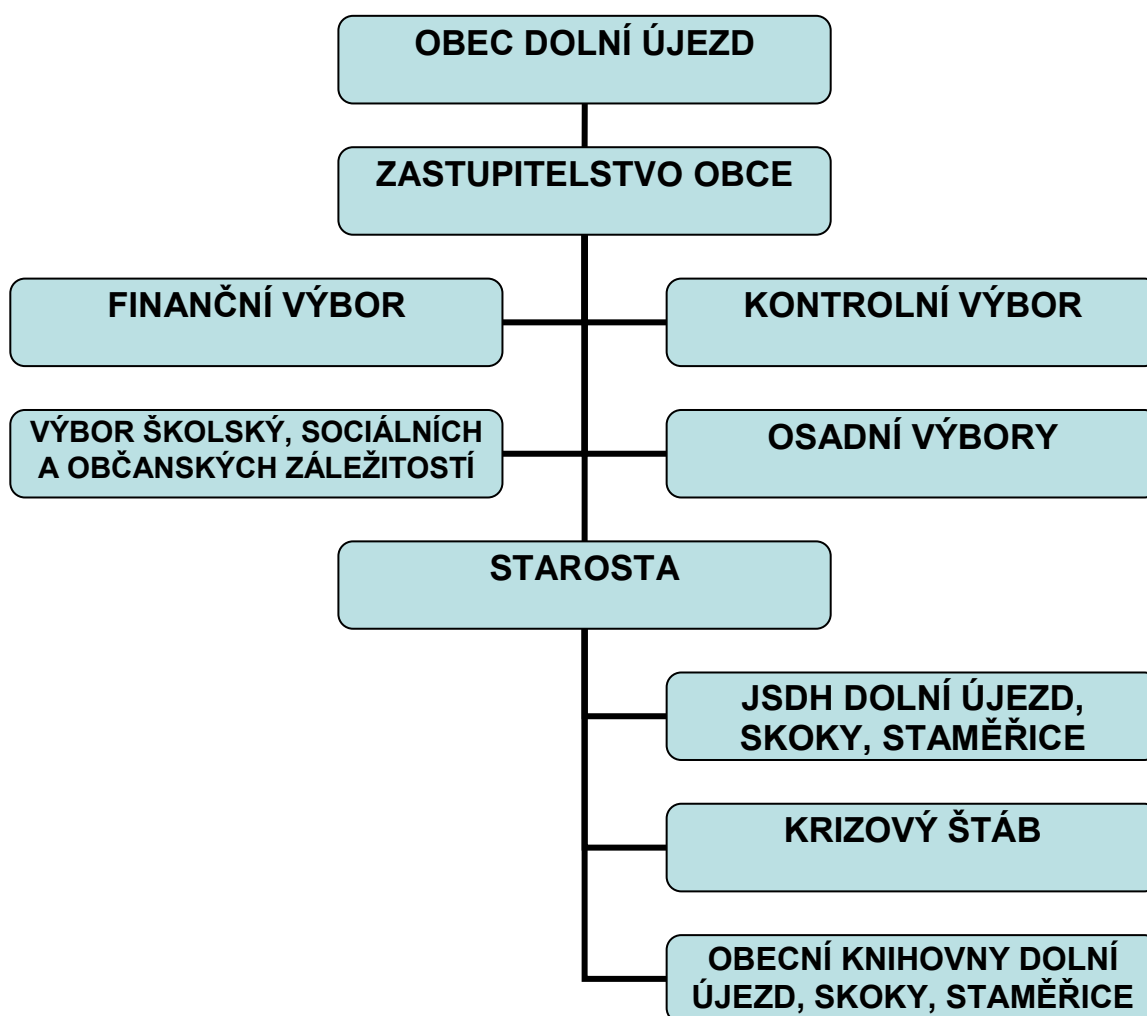 OBEC DOLNÍ ÚJEZD
ZASTUPITELSTVO OBCE
FINANČNÍ VÝBOR
KONTROLNÍ VÝBOR
VÝBOR ŠKOLSKÝ, SOCIÁLNÍCH
A OBČANSKÝCH ZÁLEŽITOSTÍ
OSADNÍ VÝBORY
STAROSTA
JSDH DOLNÍ ÚJEZD,
SKOKY, STAMĚŘICE
KRIZOVÝ ŠTÁB
OBECNÍ KNIHOVNY DOLNÍ
ÚJEZD, SKOKY, STAMĚŘICE